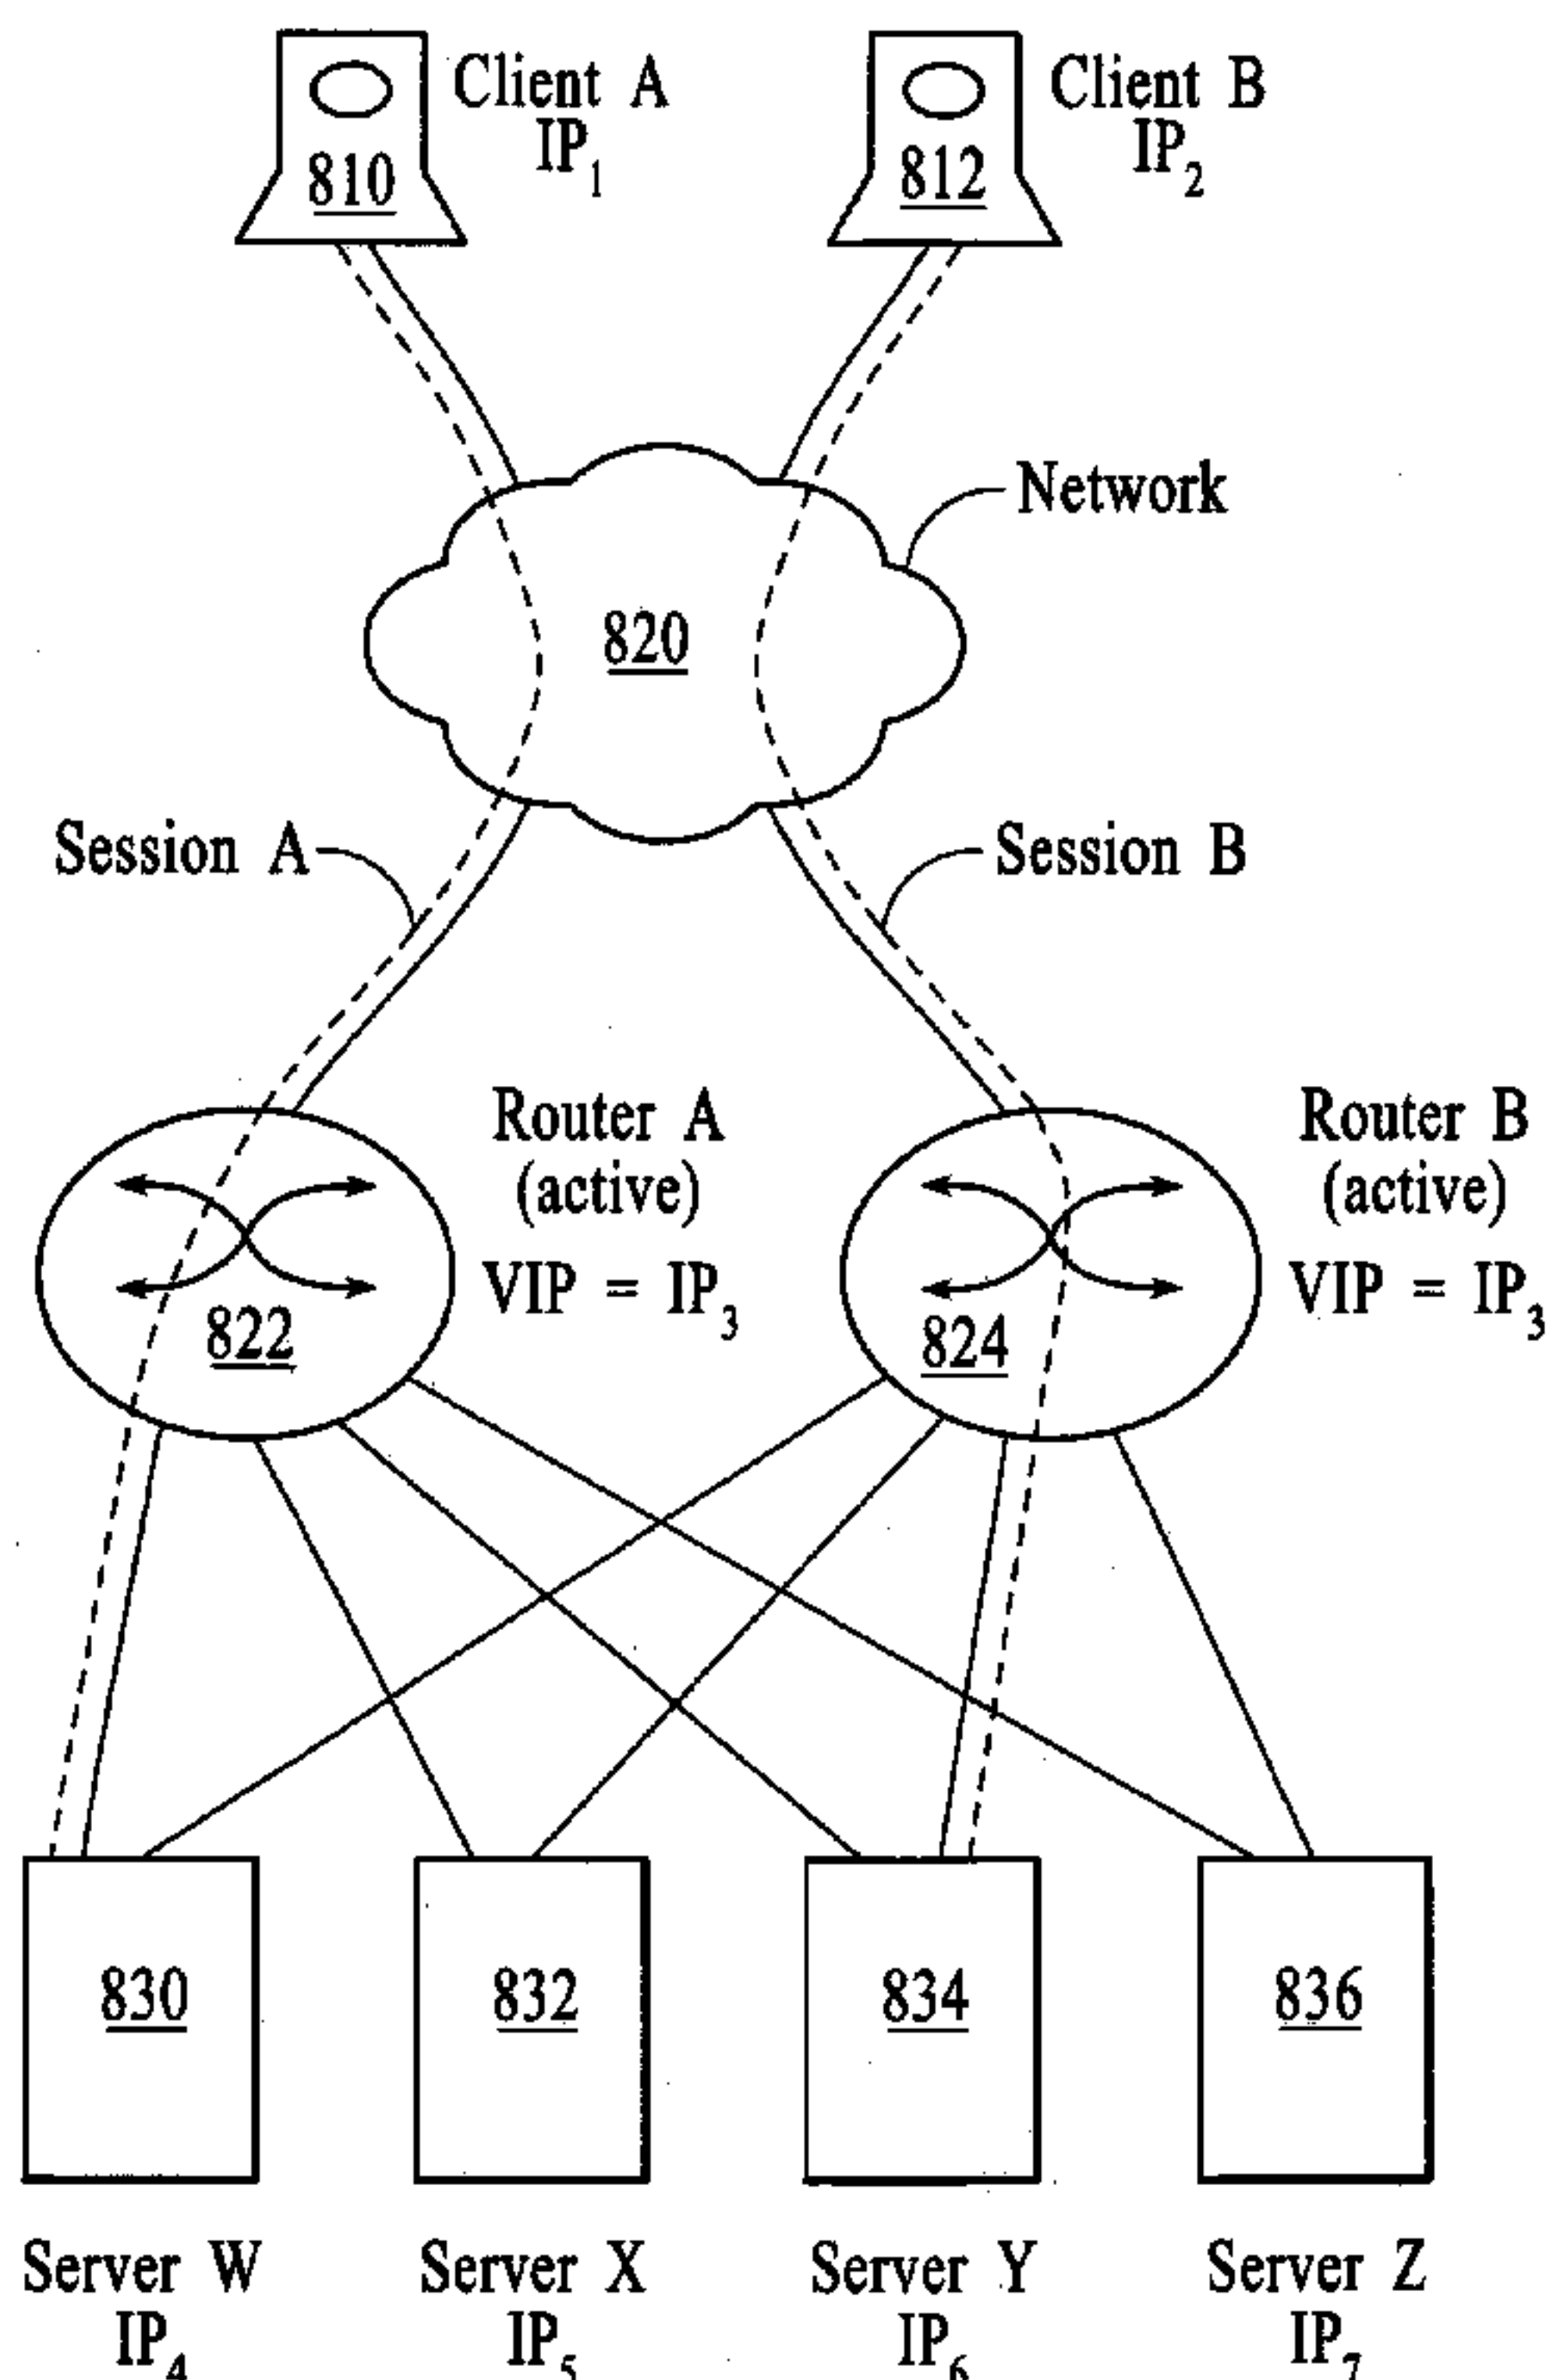 Client A
IP1
810
Client B
IP2
812
Network
820
Session A
Session B
Router A
(active)
VIP = IP3
822
Router B
(active)
VIP = IP3
824
830
832
834
836
Server W
IP4
Server X
IP5
Server Y
IP6
Server Z
IP7